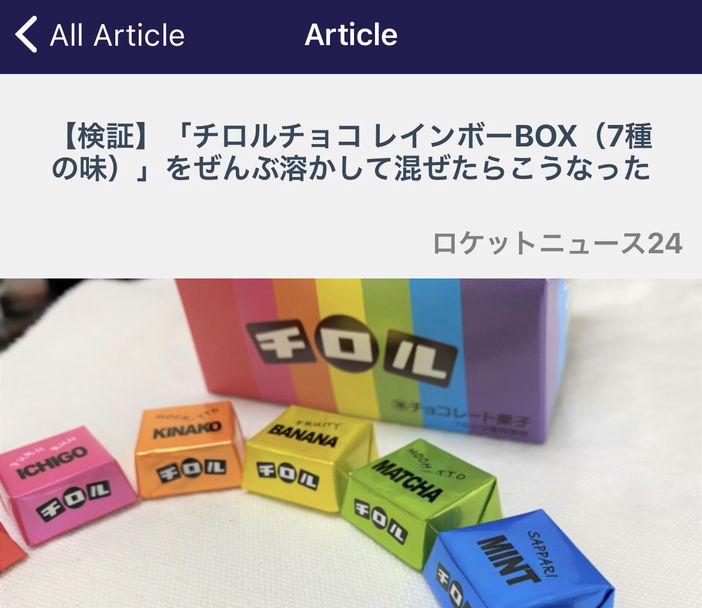 All Article
Article
【検証】「チロルチョコ レインボーBOX（7種
の味）」をぜんぶ溶かして混ぜたらこうなった
ロケットニュース24
チロル
チョコレート菓子
ICHIGO
チロル
MOCHI TTO
KINAKO
チロル
FRUITY
BANANA
チロル
MOCHI TTO
MATCHA
チロル
SAPPARI
MINT
チロ